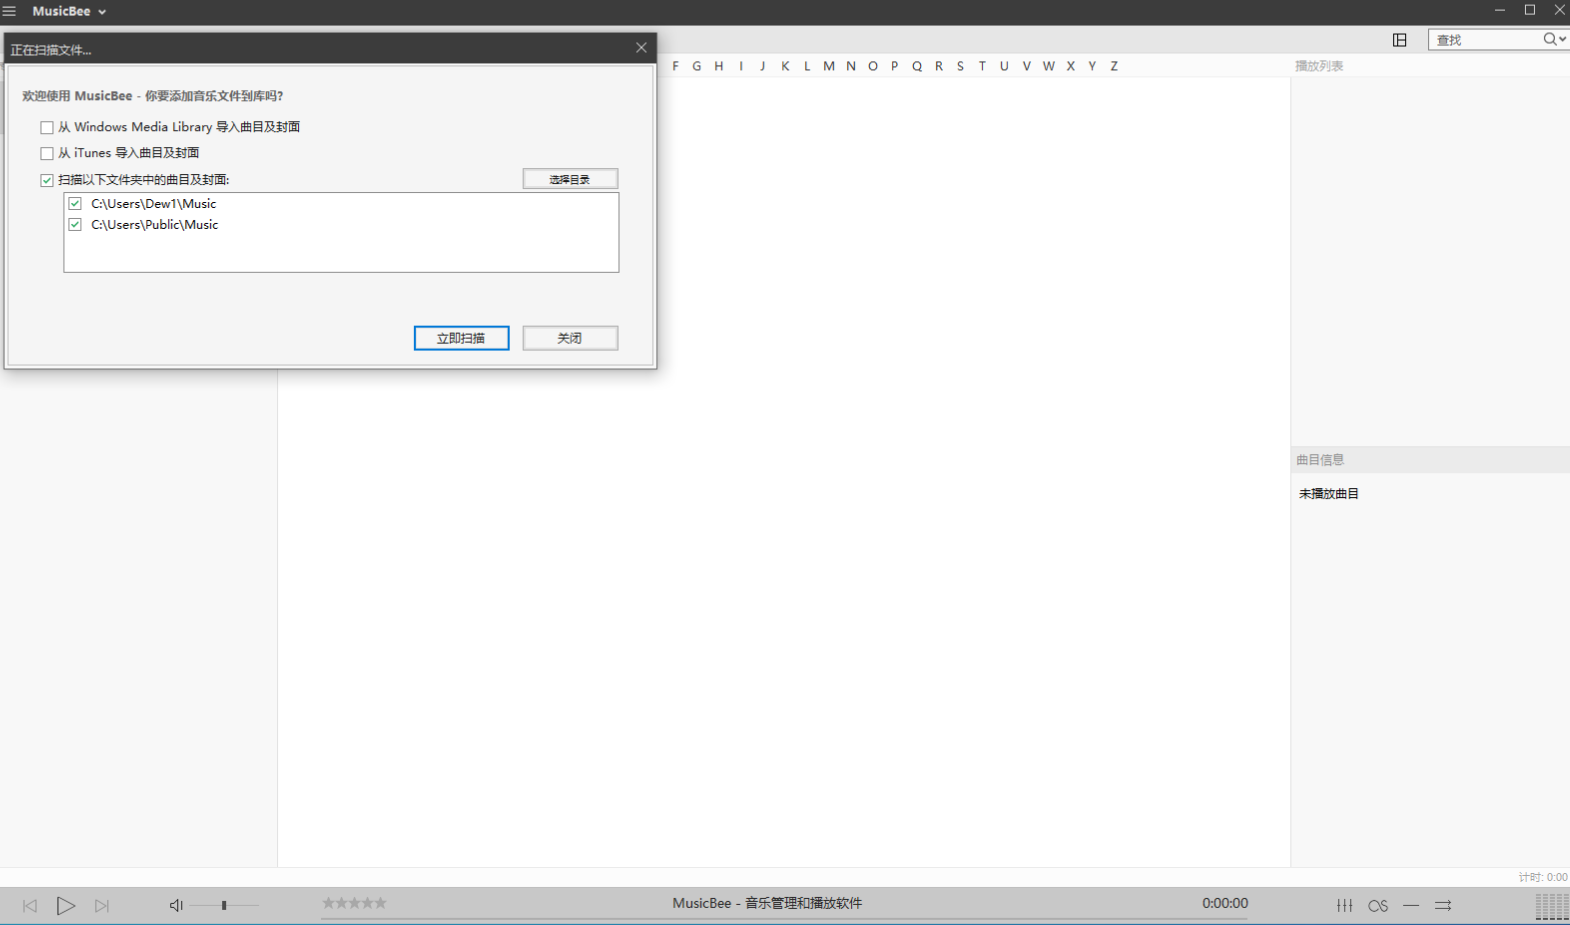 MusicBee
正在扫描文件...
查找
F G H I J K L M N O P Q R S T U V W X Y Z
播放列表
欢迎使用 MusicBee - 你要添加音乐文件到库吗?
从 Windows Media Library 导入曲目及封面
从 iTunes 导入曲目及封面
扫描以下文件夹中的曲目及封面:
选择目录
C:\Users\Dew1\Music
C:\Users\Public\Music
立即扫描
关闭
曲目信息
未播放曲目
计时: 0:00
MusicBee - 音乐管理和播放软件
0:00:00